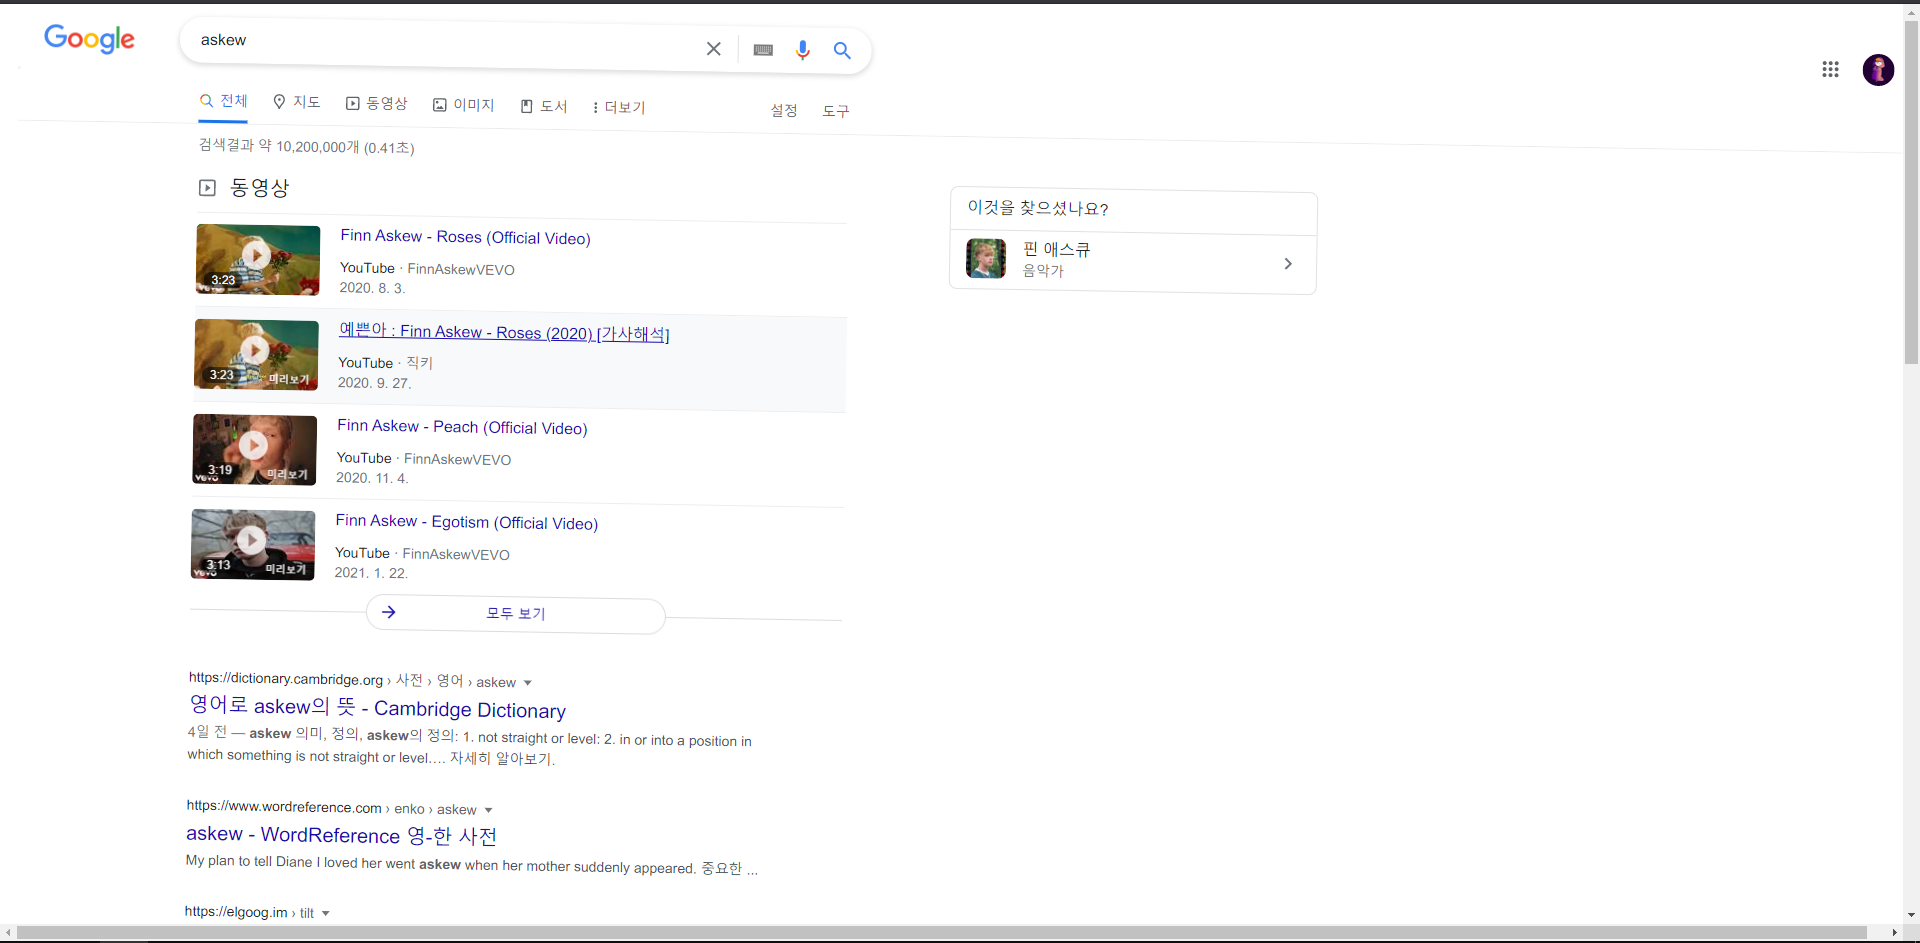 Google
askew
전체 지도 동영상 이미지 도서 더보기 설정 도구
검색결과 약 10,200,000개 (0.41초)
동영상
3:23
Finn Askew - Roses (Official Video)
YouTube · FinnAskewVEVO
2020. 8. 3.
3:23 미리보기
예쁜아 : Finn Askew - Roses (2020) [가사해석]
YouTube · 직키
2020. 9. 27.
3:19 미리보기
vevo
Finn Askew - Peach (Official Video)
YouTube · FinnAskewVEVO
2020. 11. 4.
3:13 미리보기
vevo
Finn Askew - Egotism (Official Video)
YouTube · FinnAskewVEVO
2021. 1. 22.
모두 보기
https://dictionary.cambridge.org › 사전 › 영어 › askew
영어로 askew의 뜻 - Cambridge Dictionary
4일 전 — askew 의미, 정의, askew의 정의: 1. not straight or level: 2. in or into a position in
which something is not straight or level.… 자세히 알아보기.
https://www.wordreference.com › enko › askew
askew - WordReference 영-한 사전
My plan to tell Diane I loved her went askew when her mother suddenly appeared. 중요한 ...
https://elgoog.im › tilt
이것을 찾으셨나요?
핀 애스큐
음악가